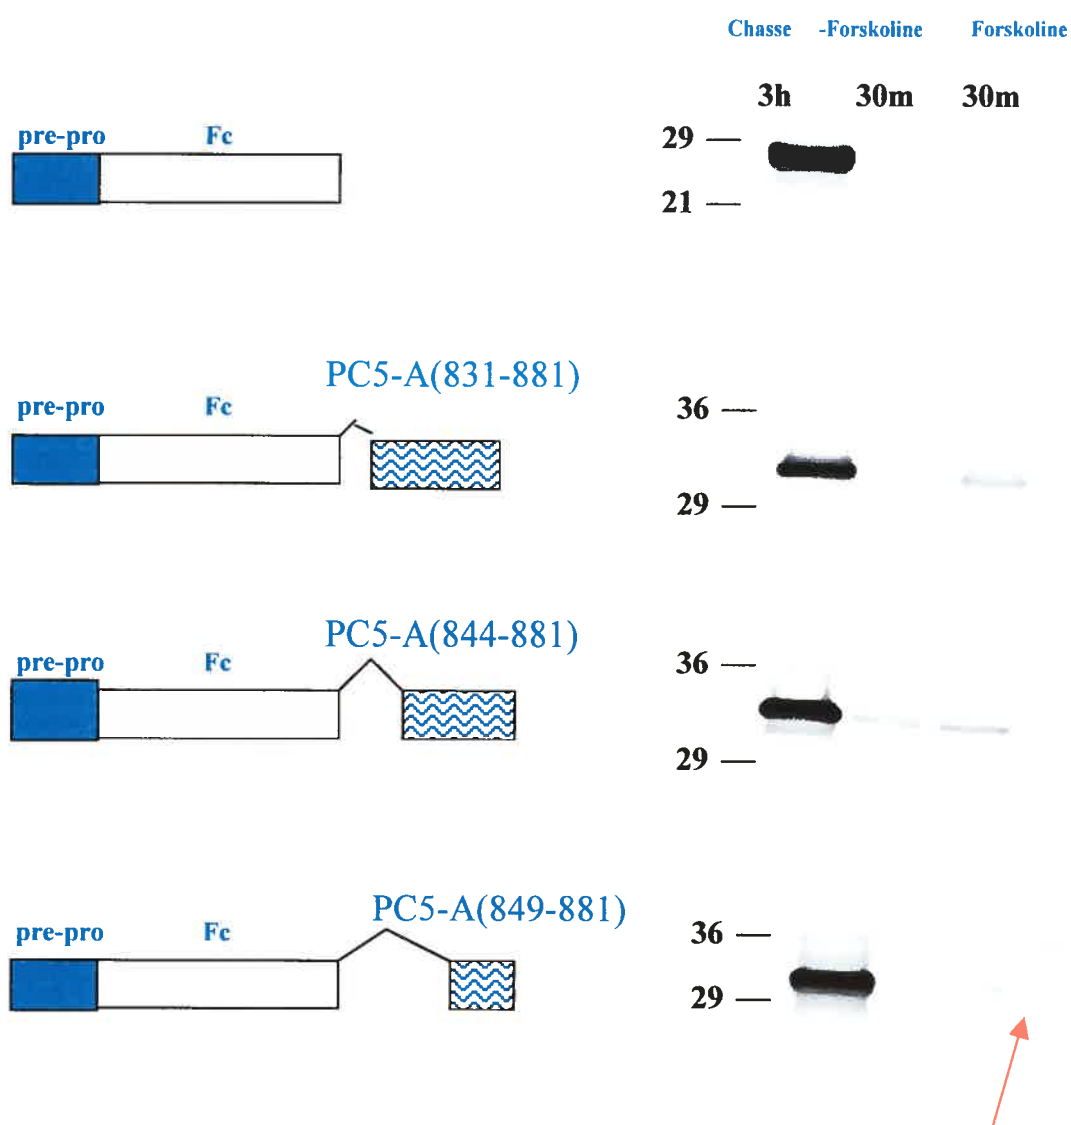 Chasse -Forskoline Forskoline
3h 30m 30m
pre-pro Fc
29
21
PC5-A(831-881)
pre-pro Fc
36
29
PC5-A(844-881)
pre-pro Fc
36
29
PC5-A(849-881)
pre-pro Fc
36
29